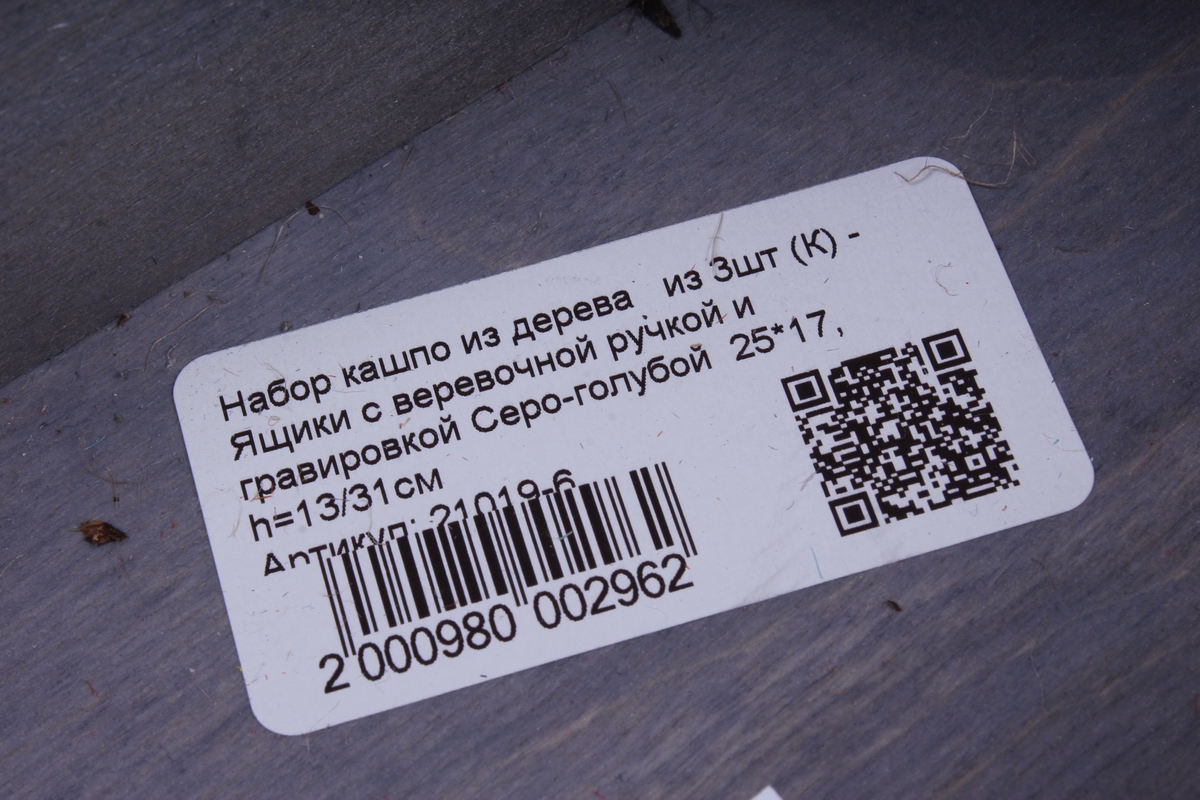 Набор кашпо из дерева из 3шт (К) -
Ящики с веревочной ручкой и
гравировкой Серо-голубой 25*17,
h=13/31см
Артикул: 21019-6
2 000980 002962